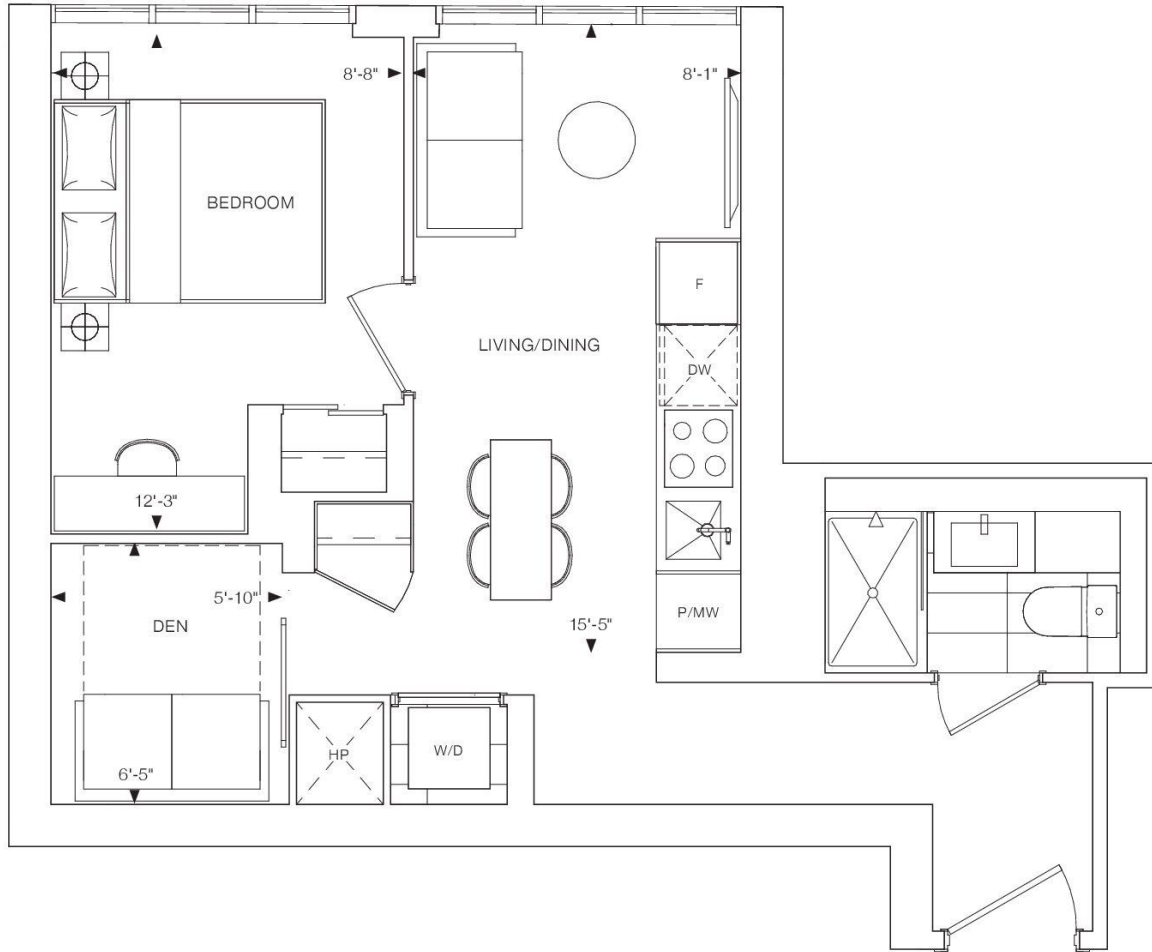 8'-8"
8'-1"
BEDROOM
F
LIVING/DINING
DW
12'-3"
5'-10"
DEN
15'-5"
P/MW
6'-5"
HP
W/D